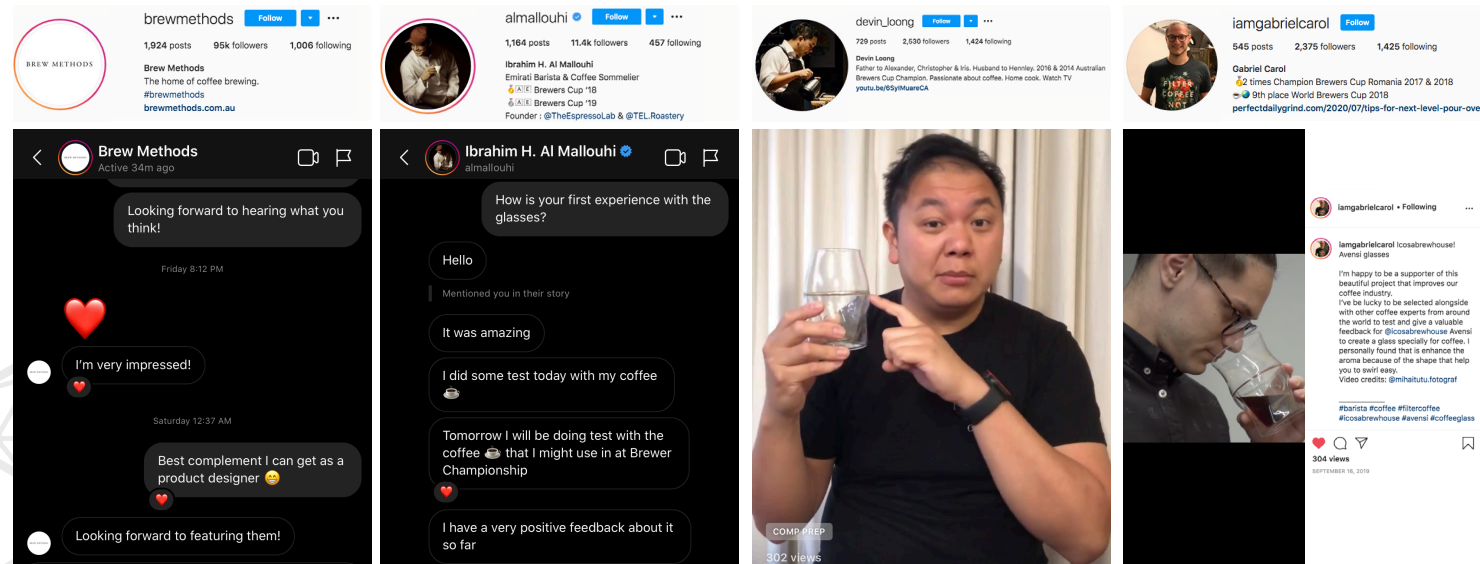 BREW METHODS
brewmethods Follow
1,924 posts 95k followers 1,006 following
Brew Methods
The home of coffee brewing.
#brewmethods
brewmethods.com.au
almallouhi Follow
1,164 posts 11.4k followers 457 following
Ibrahim H. Al Mallouhi
Emirati Barista & Coffee Sommelier
🥇🇦🇪 Brewers Cup '18
🥈🇦🇪 Brewers Cup '19
Founder : @TheEspressoLab & @TEL.Roastery
devin_loong Follow
729 posts 2,530 followers 1,424 following
Devin Loong
Father to Alexander, Christopher & Iris. Husband to Hennley. 2016 & 2014 Australian
Brewers Cup Champion. Passionate about coffee. Home cook. Watch TV
youtu.be/6SyIMuareCA
iamgabrielcarol Follow
545 posts 2,375 followers 1,425 following
Gabriel Carol
🥇2 times Champion Brewers Cup Romania 2017 & 2018
☕🌍 9th place World Brewers Cup 2018
perfectdailygrind.com/2020/07/tips-for-next-level-pour-ove
FILTER
COFFEE
NOT
Brew Methods
Active 34m ago
Looking forward to hearing what you
think!
Friday 8:12 PM
❤️
I'm very impressed!
❤️
Saturday 12:37 AM
Best complement I can get as a
product designer 😁
❤️
Looking forward to featuring them!
Ibrahim H. Al Mallouhi
almallouhi
How is your first experience with the
glasses?
Hello
Mentioned you in their story
It was amazing
I did some test today with my coffee
☕
Tomorrow I will be doing test with the
coffee ☕ that I might use in at Brewer
Championship
❤️
I have a very positive feedback about it
so far
COMP PREP
302 views
iamgabrielcarol • Following
iamgabrielcarol Icosabrewhouse!
Avensi glasses
I'm happy to be a supporter of this
beautiful project that improves our
coffee industry.
I've be lucky to be selected alongside
with other coffee experts from around
the world to test and give a valuable
feedback for @icosabrewhouse Avensi
to create a glass specially for coffee. I
personally found that is enhance the
aroma because of the shape that help
you to swirl easy.
Video credits: @mihaitutu.fotograf
#barista #coffee #filtercoffee
#icosabrewhouse #avensi #coffeeglass
304 views
SEPTEMBER 16, 2019